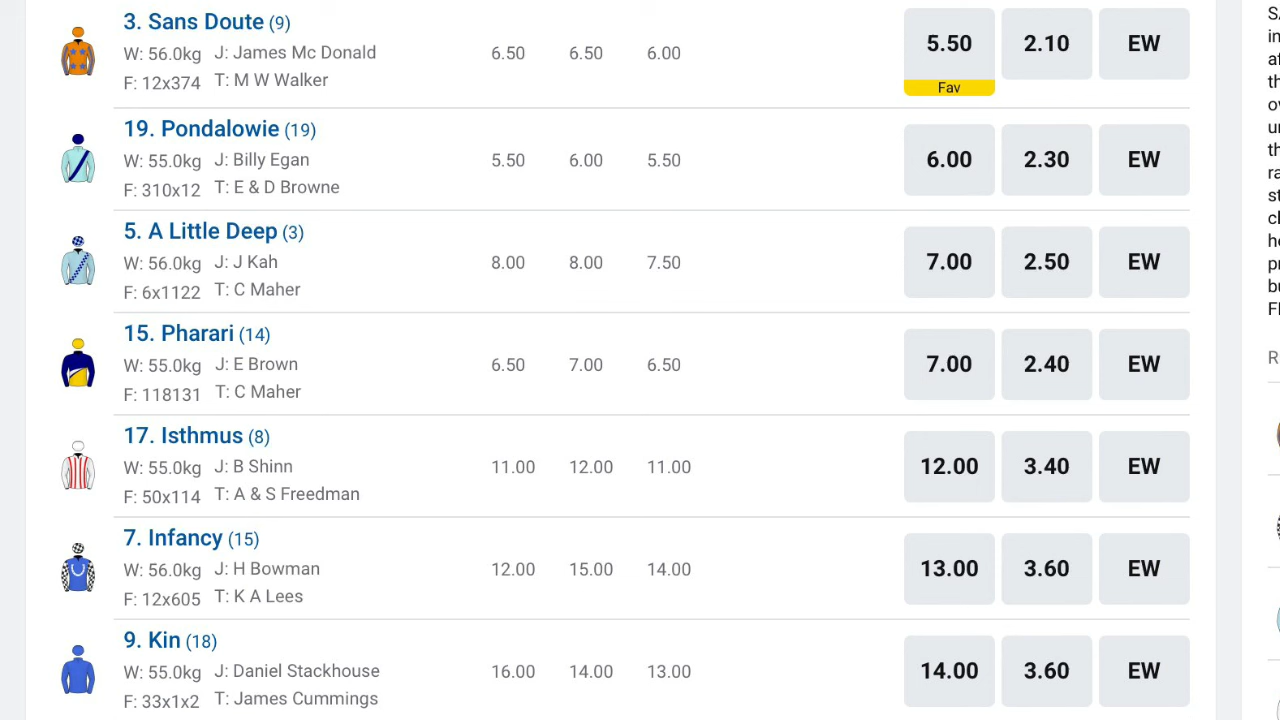 3. Sans Doute (9)
W: 56.0kg J: James Mc Donald 6.50 6.50 6.00 5.50 2.10 EW
F: 12x374 T: M W Walker
Fav
19. Pondalowie (19)
W: 55.0kg J: Billy Egan 5.50 6.00 5.50 6.00 2.30 EW
F: 310x12 T: E & D Browne
5. A Little Deep (3)
W: 56.0kg J: J Kah 8.00 8.00 7.50 7.00 2.50 EW
F: 6x1122 T: C Maher
15. Pharari (14)
W: 55.0kg J: E Brown 6.50 7.00 6.50 7.00 2.40 EW
F: 118131 T: C Maher
17. Isthmus (8)
W: 55.0kg J: B Shinn 11.00 12.00 11.00 12.00 3.40 EW
F: 50x114 T: A & S Freedman
7. Infancy (15)
W: 56.0kg J: H Bowman 12.00 15.00 14.00 13.00 3.60 EW
F: 12x605 T: K A Lees
9. Kin (18)
W: 55.0kg J: Daniel Stackhouse 16.00 14.00 13.00 14.00 3.60 EW
F: 33x1x2 T: James Cummings